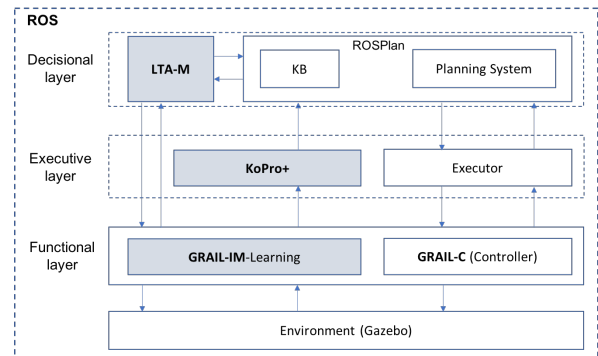 ROS
Decisional
layer
LTA-M
ROSPlan
KB
Planning System
Executive
layer
KoPro+
Executor
Functional
layer
GRAIL-IM-Learning
GRAIL-C (Controller)
Environment (Gazebo)